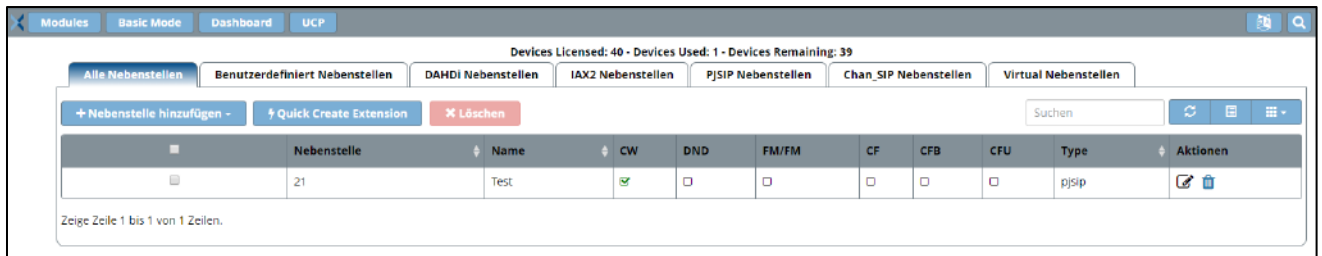 Modules Basic Mode Dashboard UCP
Devices Licensed: 40 - Devices Used: 1 - Devices Remaining: 39
Alle Nebenstellen Benutzerdefiniert Nebenstellen DAHDi Nebenstellen IAX2 Nebenstellen PJSIP Nebenstellen Chan_SIP Nebenstellen Virtual Nebenstellen
+ Nebenstelle hinzufügen - Quick Create Extension Löschen Suchen
Nebenstelle Name CW DND FM/FM CF CFB CFU Type Aktionen
21 Test pjsip
Zeige Zeile 1 bis 1 von 1 Zeilen.